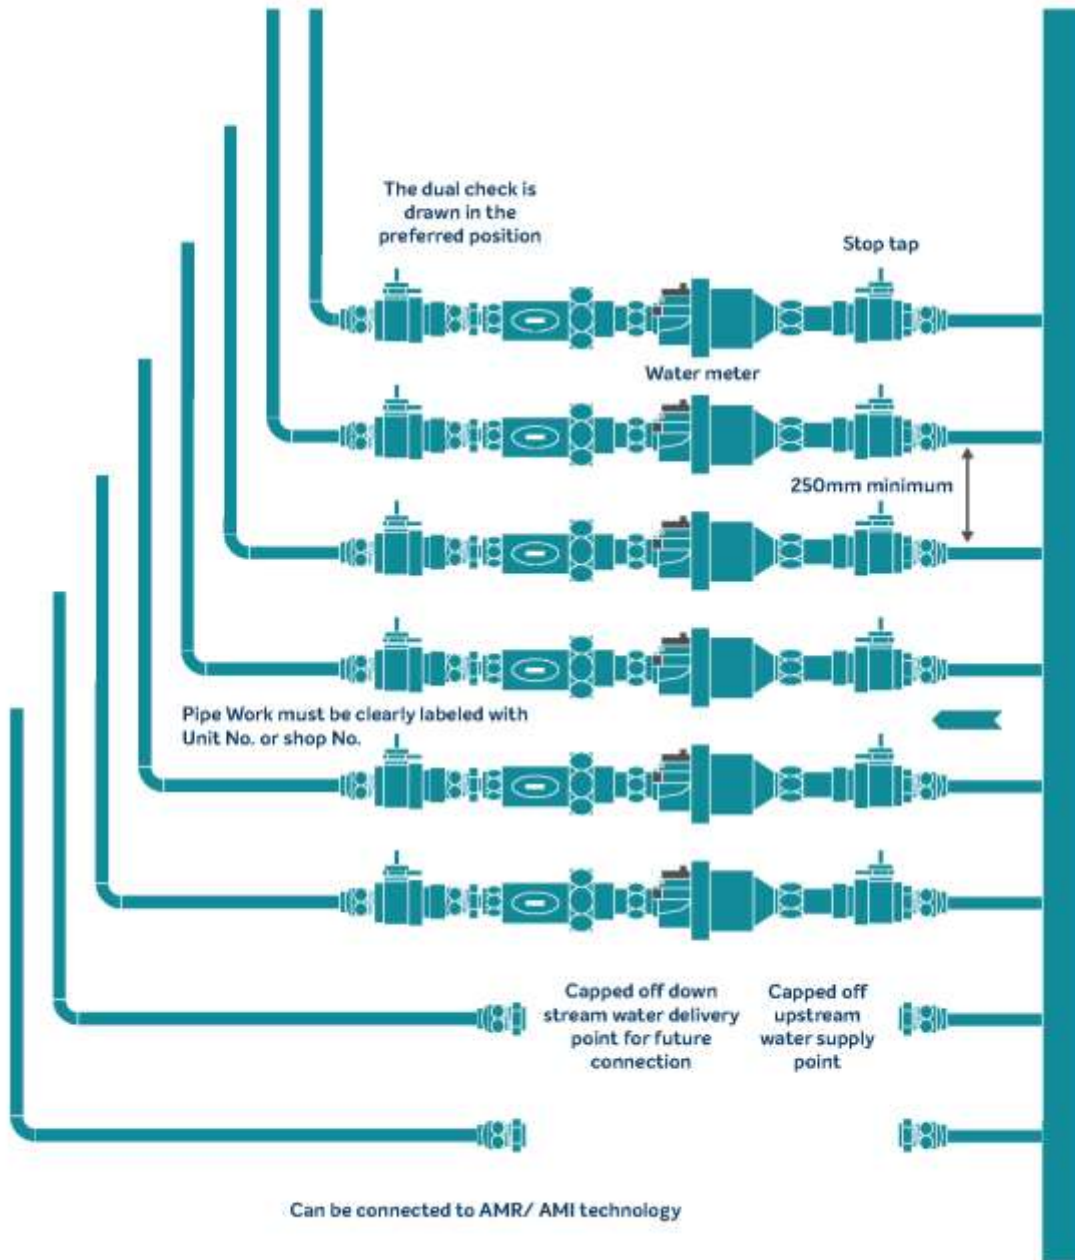 The dual check is
drawn in the
preferred position
Stop tap
Water meter
250mm minimum
Pipe Work must be clearly labeled with
Unit No. or shop No.
Capped off down
stream water delivery
point for future
connection
Capped off
upstream
water supply
point
Can be connected to AMR/ AMI technology